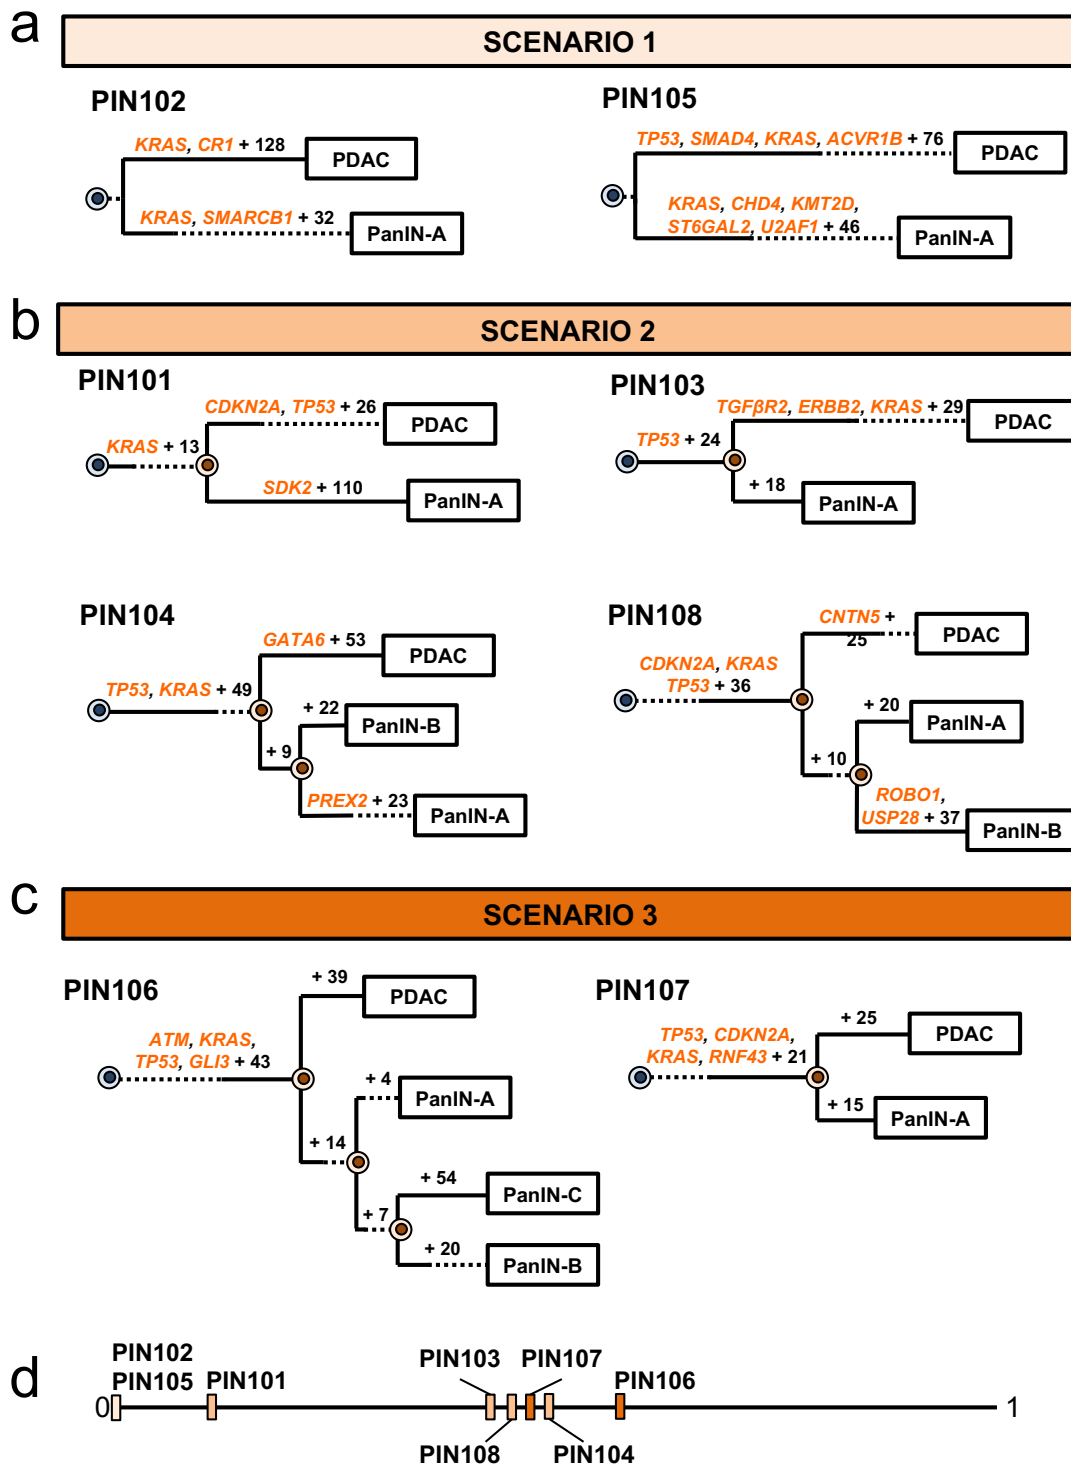 a
SCENARIO 1
PIN102
KRAS, CR1 + 128
PDAC
KRAS, SMARCB1 + 32
PanIN-A
PIN105
TP53, SMAD4, KRAS, ACVR1B + 76
PDAC
KRAS, CHD4, KMT2D,
ST6GAL2, U2AF1 + 46
PanIN-A
b
SCENARIO 2
PIN101
CDKN2A, TP53 + 26
PDAC
KRAS + 13
SDK2 + 110
PanIN-A
PIN103
TGFβR2, ERBB2, KRAS + 29
PDAC
TP53 + 24
+ 18
PanIN-A
PIN104
GATA6 + 53
PDAC
TP53, KRAS + 49
+ 22
PanIN-B
+ 9
PREX2 + 23
PanIN-A
PIN108
CNTN5 +
25
PDAC
CDKN2A, KRAS
TP53 + 36
+ 20
PanIN-A
+ 10
ROBO1,
USP28 + 37
PanIN-B
c
SCENARIO 3
PIN106
+ 39
PDAC
ATM, KRAS,
TP53, GLI3 + 43
+ 4
PanIN-A
+ 14
+ 54
PanIN-C
+ 7
+ 20
PanIN-B
PIN107
+ 25
PDAC
TP53, CDKN2A,
KRAS, RNF43 + 21
+ 15
PanIN-A
d
PIN102
PIN105
PIN101
PIN103
PIN107
PIN106
0
1
PIN108
PIN104